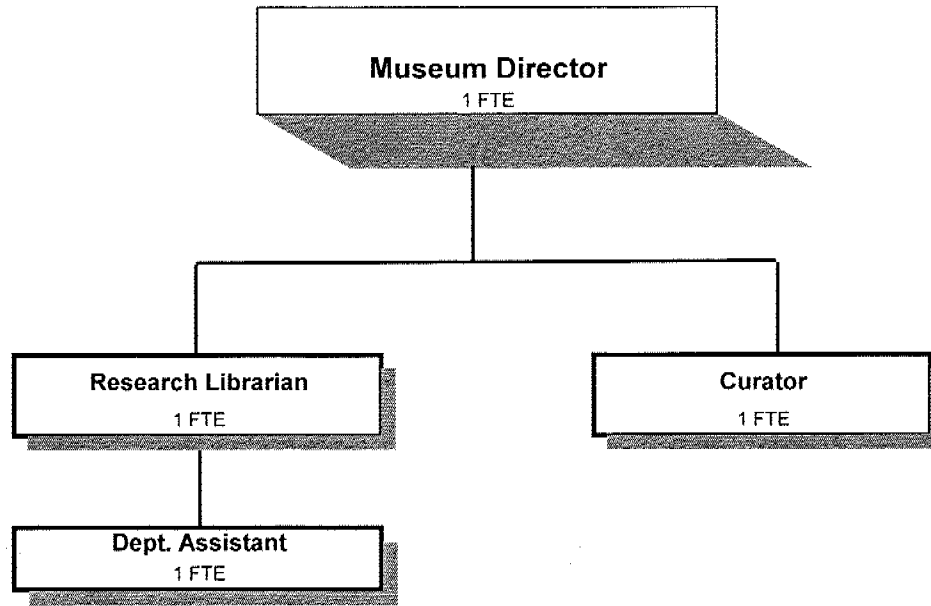 Museum Director
1 FTE
Research Librarian
1 FTE
Curator
1 FTE
Dept. Assistant
1 FTE